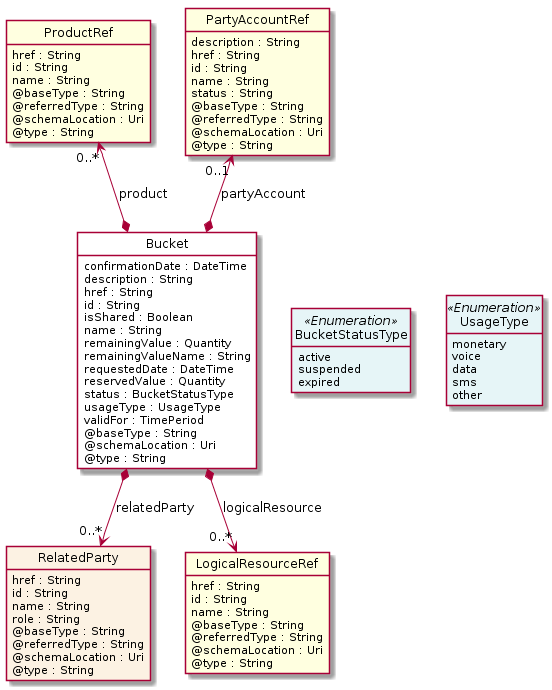 ProductRef
href : String
id : String
name : String
@baseType : String
@referredType : String
@schemaLocation : Uri
@type : String
PartyAccountRef
description : String
href : String
id : String
name : String
status : String
@baseType : String
@referredType : String
@schemaLocation : Uri
@type : String
0..*
0..1
product
partyAccount
Bucket
confirmationDate : DateTime
description : String
href : String
id : String
isShared : Boolean
name : String
remainingValue : Quantity
remainingValueName : String
requestedDate : DateTime
reservedValue : Quantity
status : BucketStatusType
usageType : UsageType
validFor : TimePeriod
@baseType : String
@schemaLocation : Uri
@type : String
«Enumeration»
BucketStatusType
active
suspended
expired
«Enumeration»
UsageType
monetary
voice
data
sms
other
relatedParty
logicalResource
0..*
0..*
RelatedParty
href : String
id : String
name : String
role : String
@baseType : String
@referredType : String
@schemaLocation : Uri
@type : String
LogicalResourceRef
href : String
id : String
name : String
@baseType : String
@referredType : String
@schemaLocation : Uri
@type : String